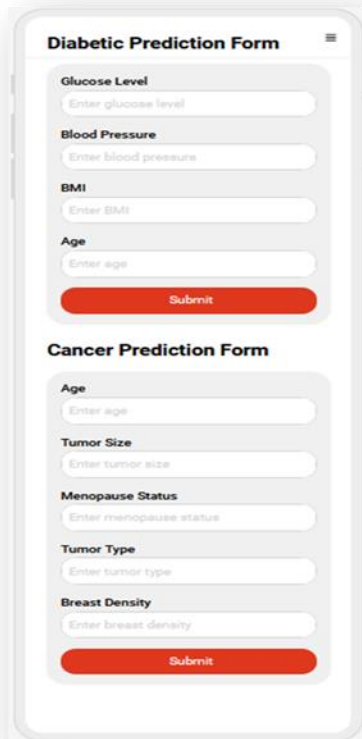 Diabetic Prediction Form
Glucose Level
Enter glucose level
Blood Pressure
Enter blood pressure
BMI
Enter BMI
Age
Enter age
Submit
Cancer Prediction Form
Age
Enter age
Tumor Size
Enter tumor size
Menopause Status
Enter menopause status
Tumor Type
Enter tumor type
Breast Density
Enter breast density
Submit